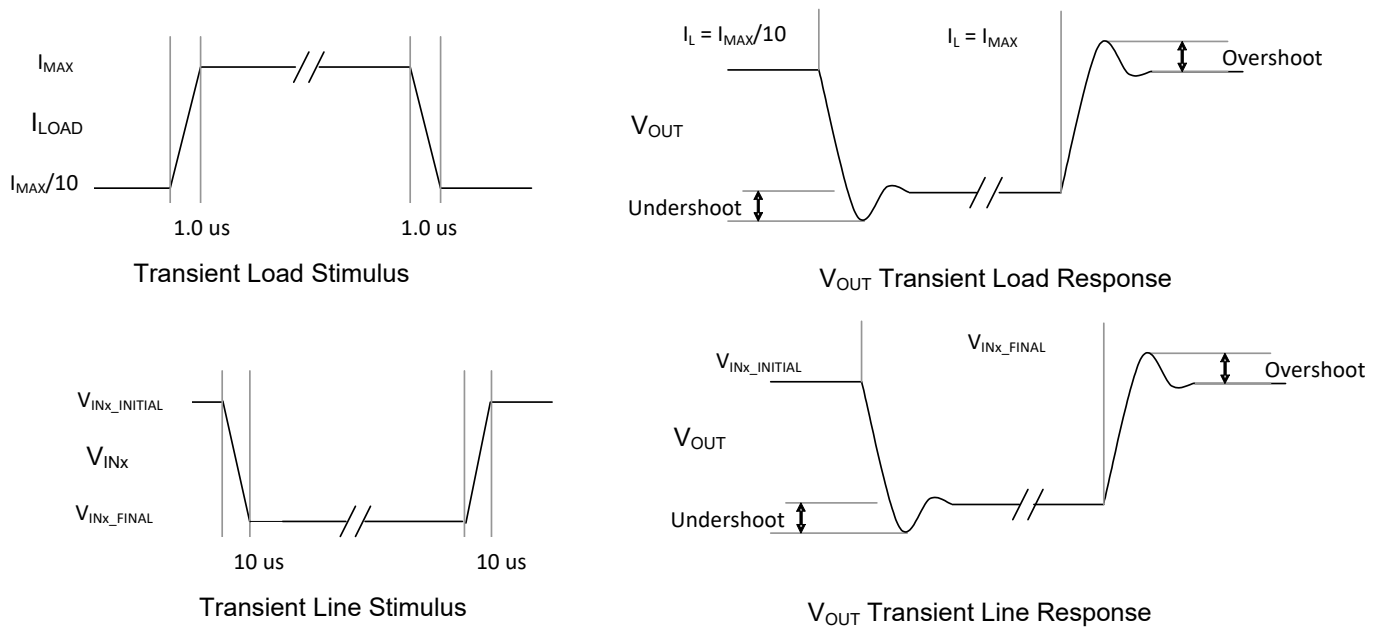 I_MAX
I_LOAD
I_MAX/10
1.0 us
1.0 us
Transient Load Stimulus
I_L = I_MAX/10
I_L = I_MAX
Overshoot
V_OUT
Undershoot
V_OUT Transient Load Response
V_INx_INITIAL
V_INx
V_INx_FINAL
10 us
10 us
Transient Line Stimulus
V_INx_INITIAL
V_INx_FINAL
Overshoot
V_OUT
Undershoot
V_OUT Transient Line Response